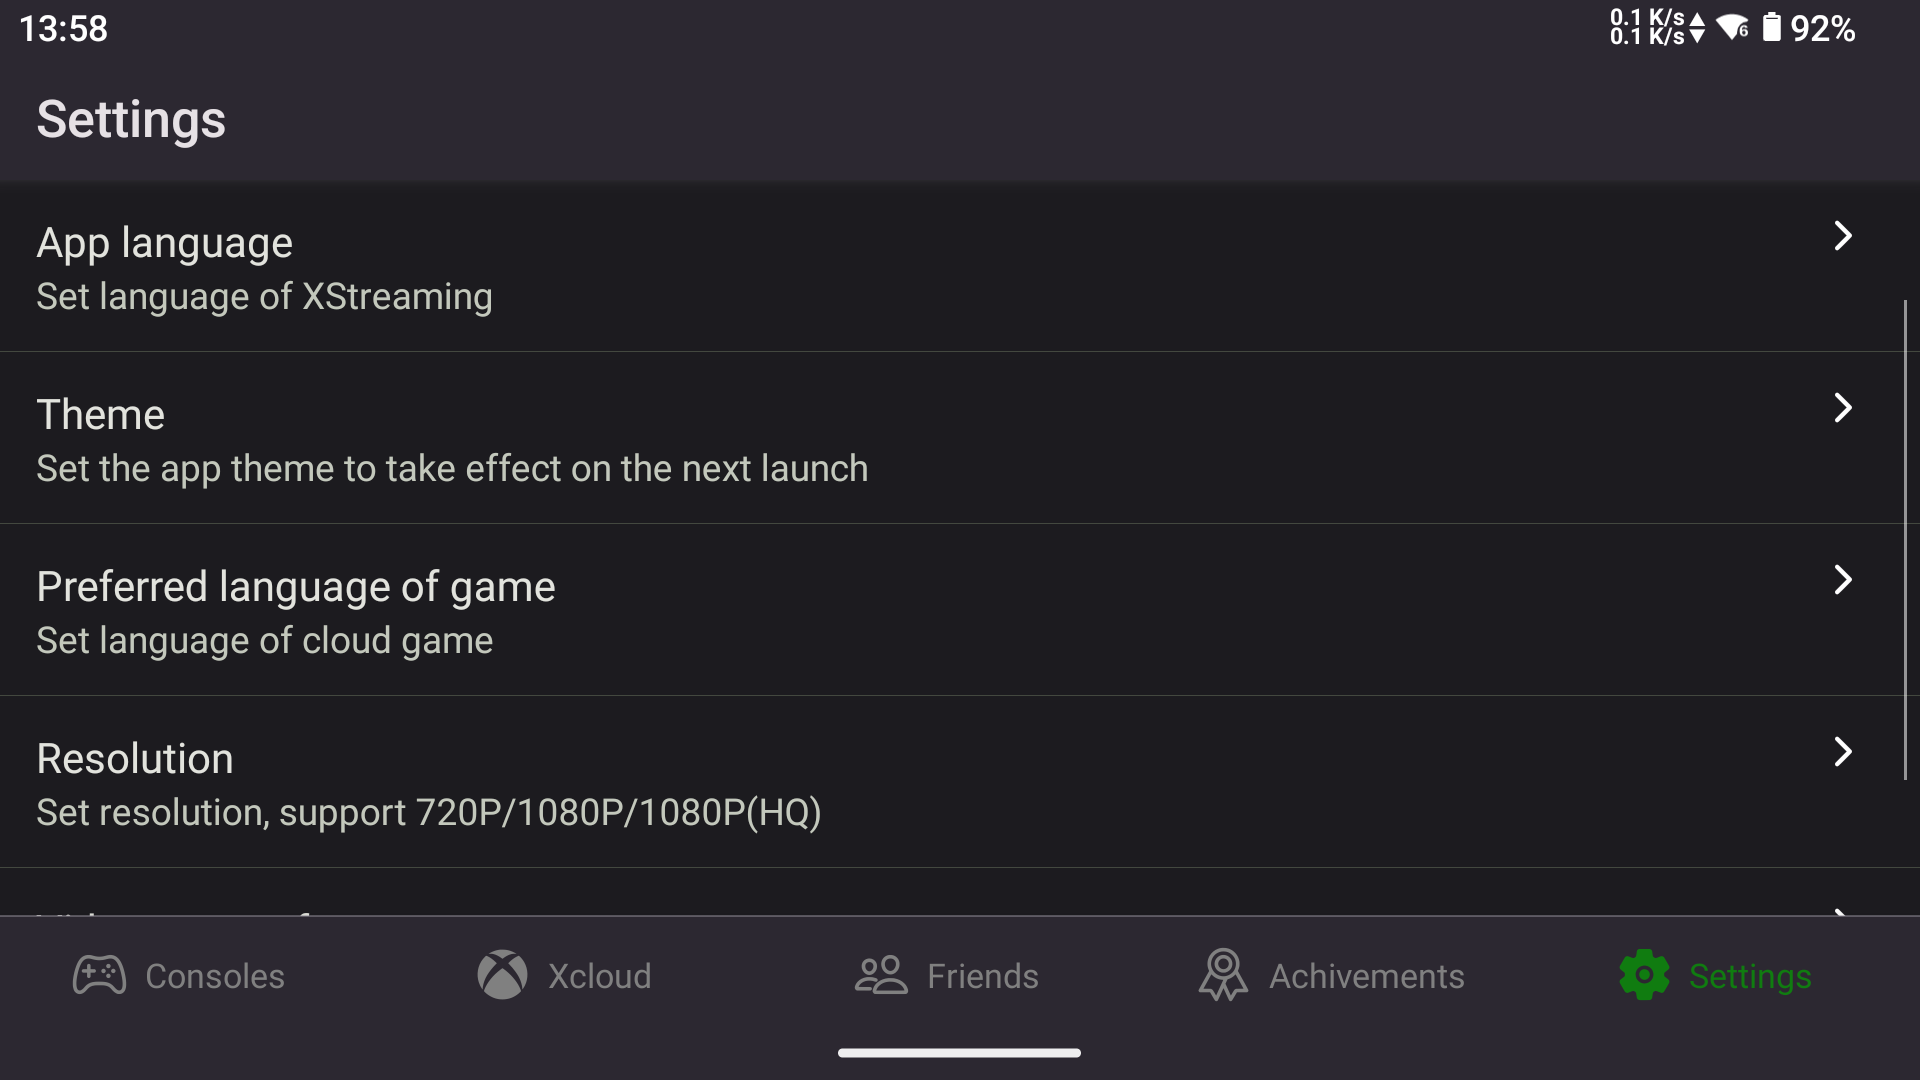 13:58
0.1 K/s
0.1 K/s
6
92%
Settings
App language
Set language of XStreaming
Theme
Set the app theme to take effect on the next launch
Preferred language of game
Set language of cloud game
Resolution
Set resolution, support 720P/1080P/1080P(HQ)
Consoles
Xcloud
Friends
Achivements
Settings